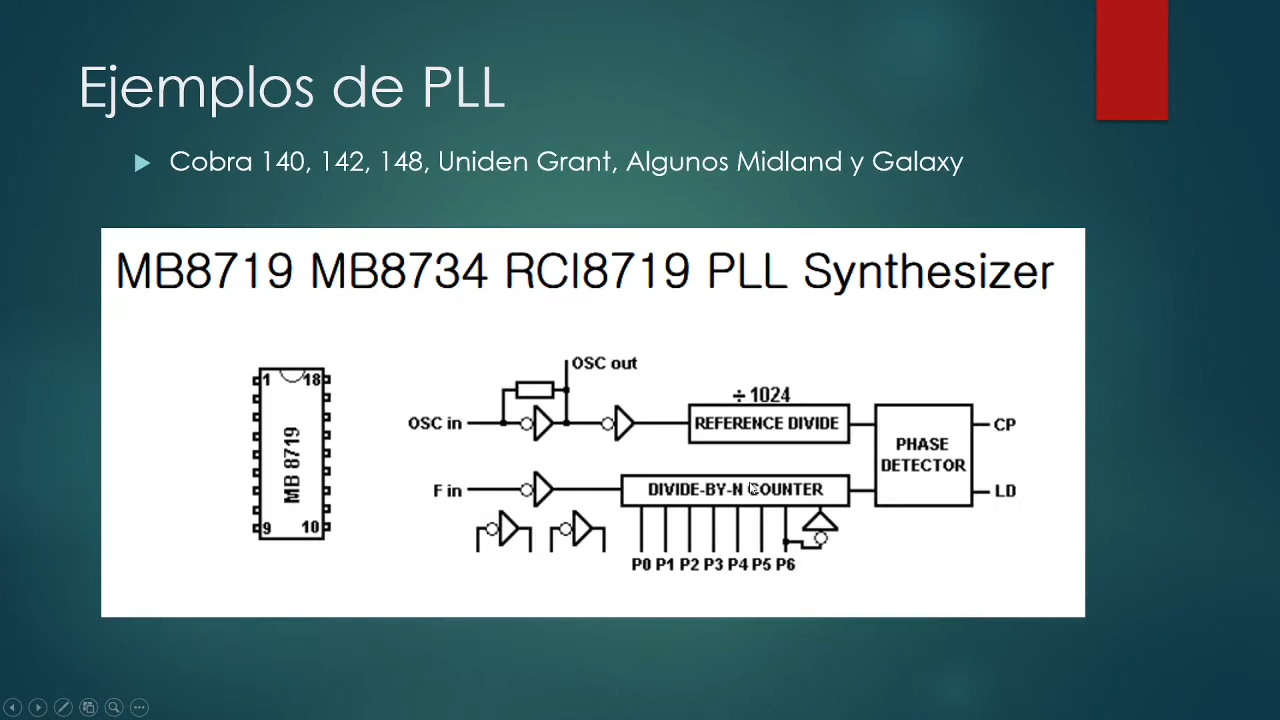 Ejemplos de PLL
Cobra 140, 142, 148, Uniden Grant, Algunos Midland y Galaxy
MB8719 MB8734 RCI8719 PLL Synthesizer
OSC out
1 18
÷ 1024
OSC in
REFERENCE DIVIDE
CP
PHASE
DETECTOR
MB 8719
F in
DIVIDE-BY-N COUNTER
LD
9 10
P0 P1 P2 P3 P4 P5 P6